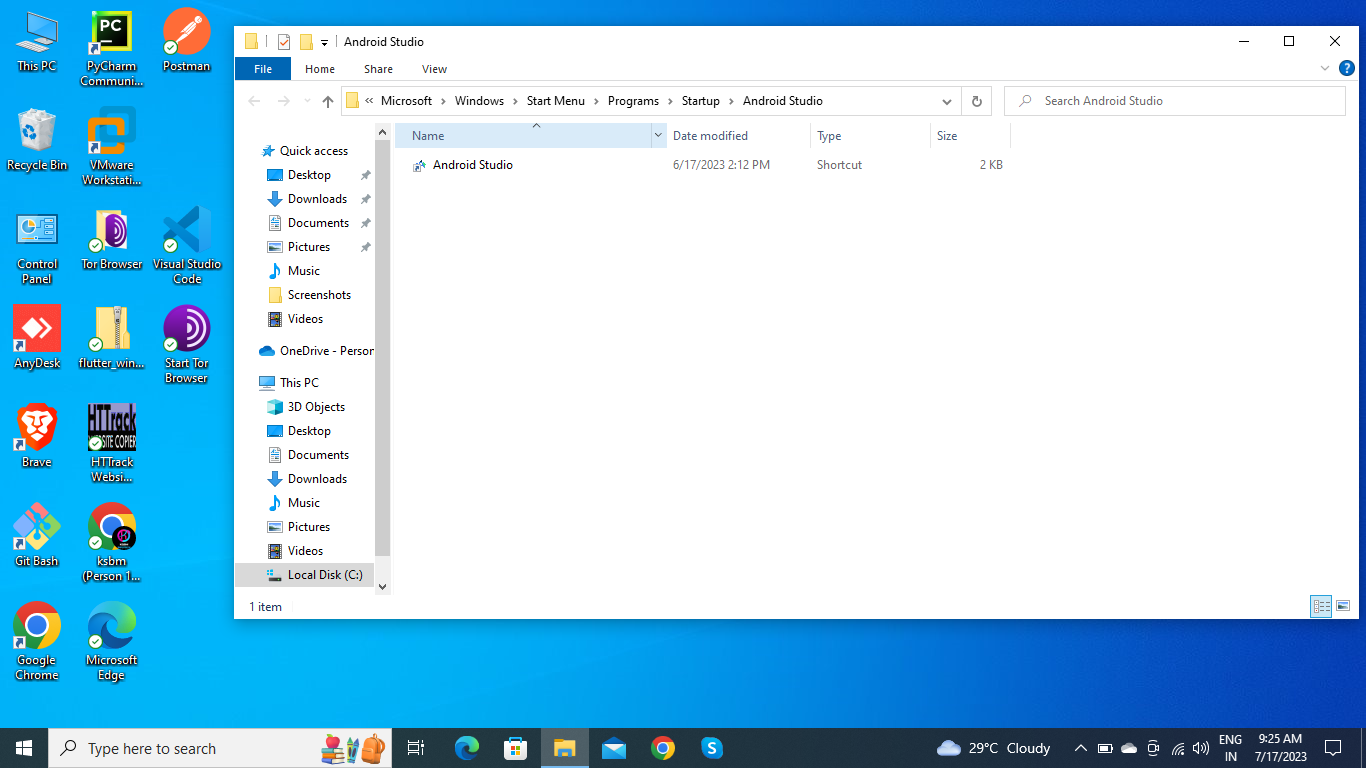 This PC
PC
PyCharm
Communi...
Postman
Recycle Bin
VMware
Workstati...
Control
Panel
Tor Browser
Visual Studio
Code
AnyDesk
flutter_win...
Start Tor
Browser
Brave
HTTrack
WEBSITE COPIER
HTTrack
Websi...
Git Bash
ksbm
(Person 1...
Google
Chrome
Microsoft
Edge
Android Studio
File Home Share View
« Microsoft > Windows > Start Menu > Programs > Startup > Android Studio
Search Android Studio
Quick access
Desktop
Downloads
Documents
Pictures
Music
Screenshots
Videos
OneDrive - Person
This PC
3D Objects
Desktop
Documents
Downloads
Music
Pictures
Videos
Local Disk (C:)
Name Date modified Type Size
Android Studio 6/17/2023 2:12 PM Shortcut 2 KB
1 item
Type here to search
29°C Cloudy
ENG
IN
9:25 AM
7/17/2023